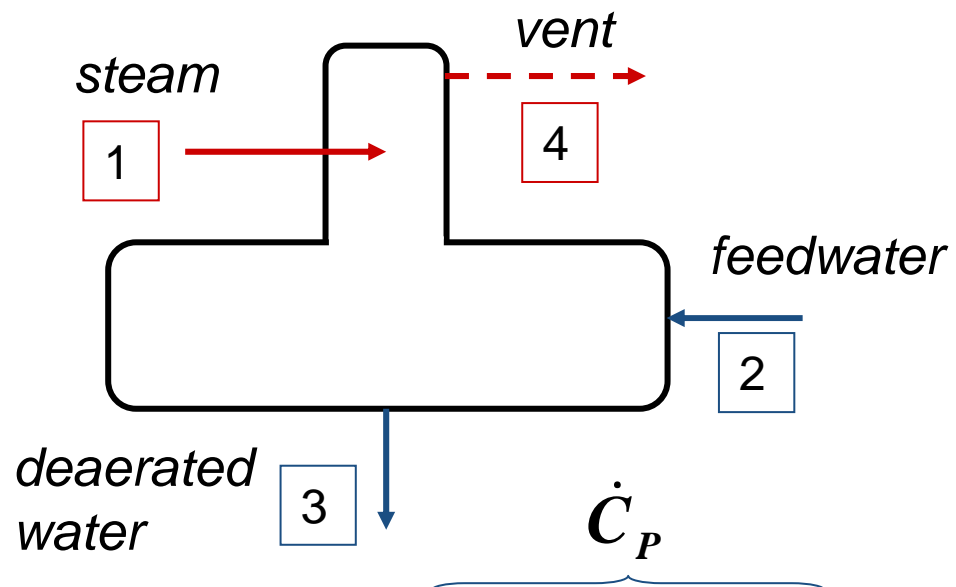 vent
steam
1
4
feedwater
2
deaerated
water
3
Ċ_P